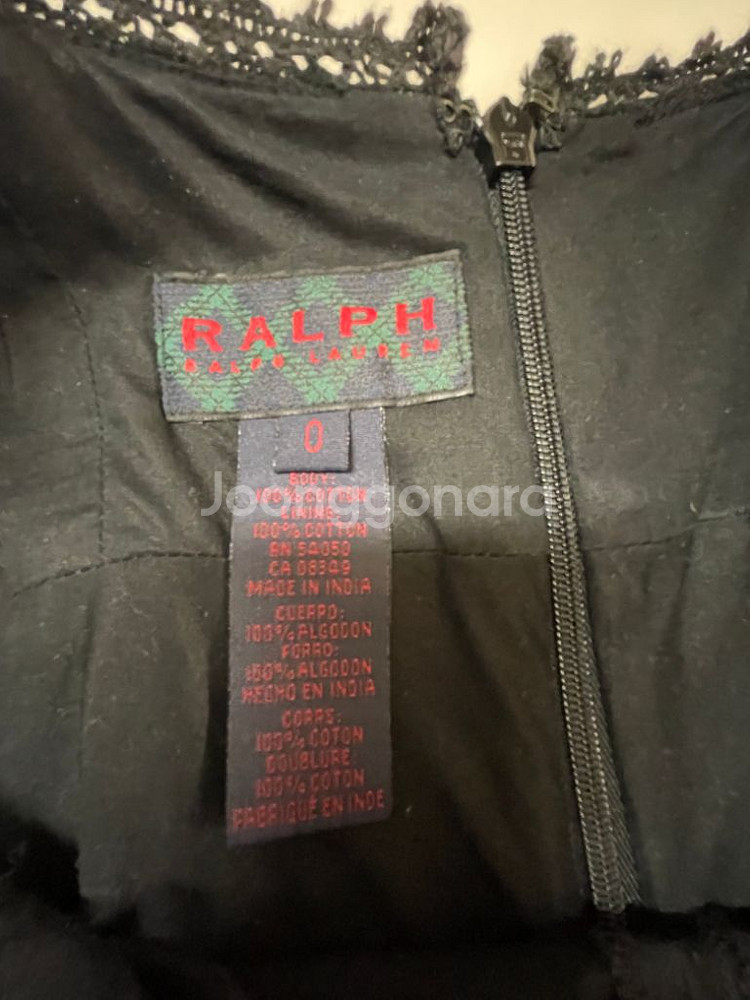 RALPH
RALPH LAUREN
0
BODY:
100% COTTON
LINING:
100% COTTON
RN 54050
CA 08349
MADE IN INDIA
CUERPO:
100% ALGODON
FORRO:
100% ALGODON
HECHO EN INDIA
CORPS:
100% COTON
DOUBLURE:
100% COTON
FABRIQUÉ EN INDE
Joonggonara